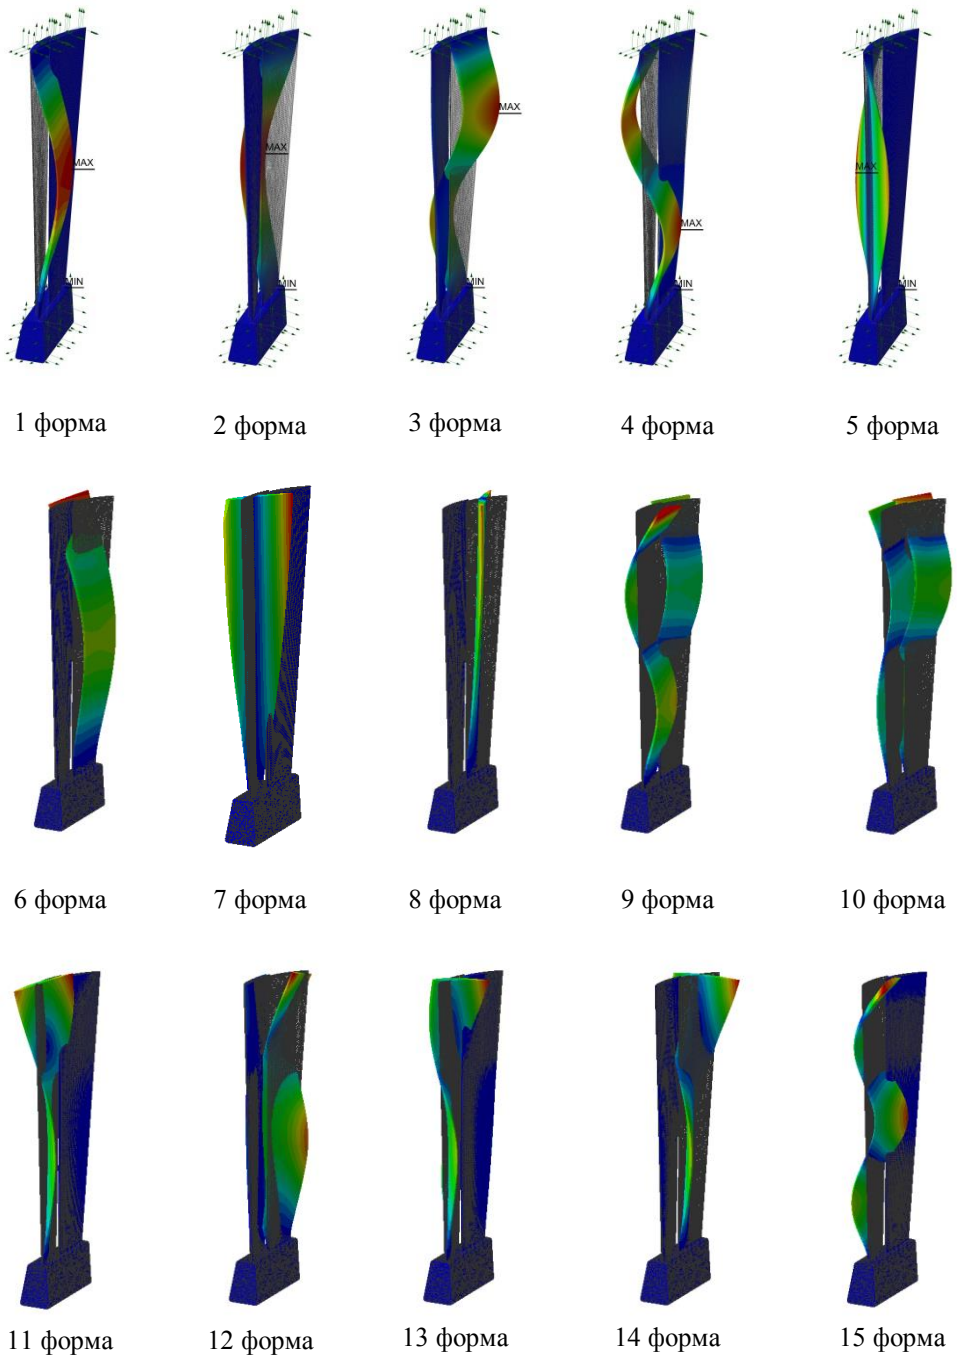 MAX
MAX
MAX
MAX
MAX
MIN
MIN
MIN
MIN
1 форма
2 форма
3 форма
4 форма
5 форма
6 форма
7 форма
8 форма
9 форма
10 форма
11 форма
12 форма
13 форма
14 форма
15 форма